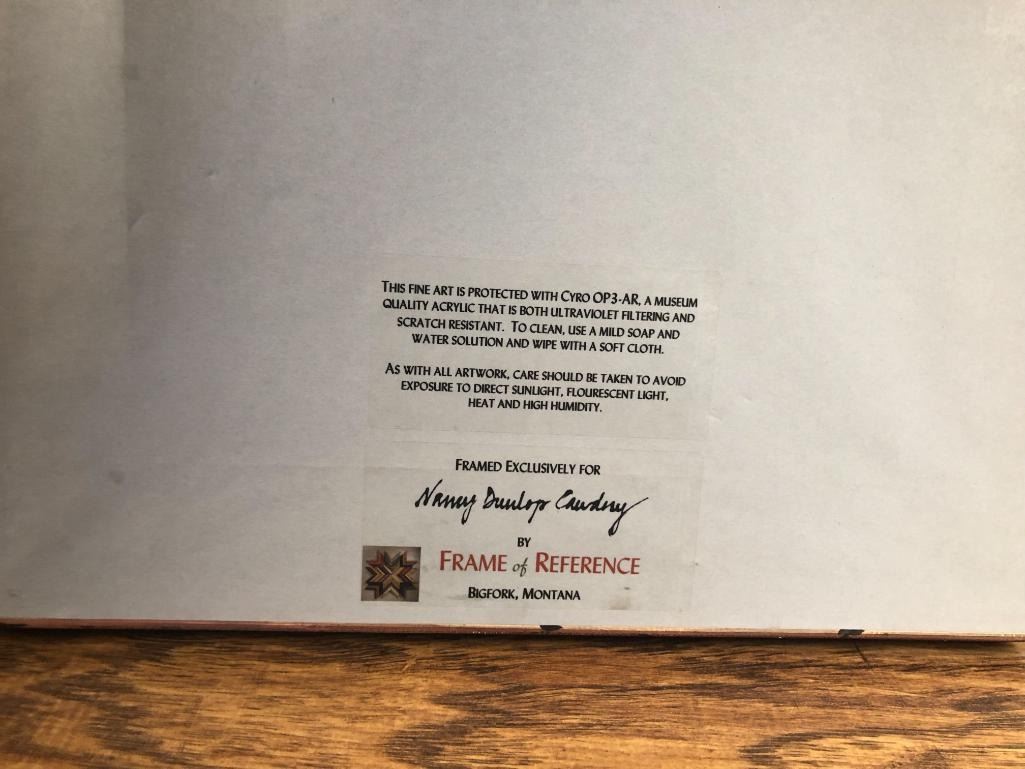 THIS FINE ART IS PROTECTED WITH CYRO OP3-AR, A MUSEUM
QUALITY ACRYLIC THAT IS BOTH ULTRAVIOLET FILTERING AND
SCRATCH RESISTANT. TO CLEAN, USE A MILD SOAP AND
WATER SOLUTION AND WIPE WITH A SOFT CLOTH.
AS WITH ALL ARTWORK, CARE SHOULD BE TAKEN TO AVOID
EXPOSURE TO DIRECT SUNLIGHT, FLOURESCENT LIGHT,
HEAT AND HIGH HUMIDITY.
FRAMED EXCLUSIVELY FOR
Nancy Dunlop Cawdrey
BY
FRAME of REFERENCE
BIGFORK, MONTANA